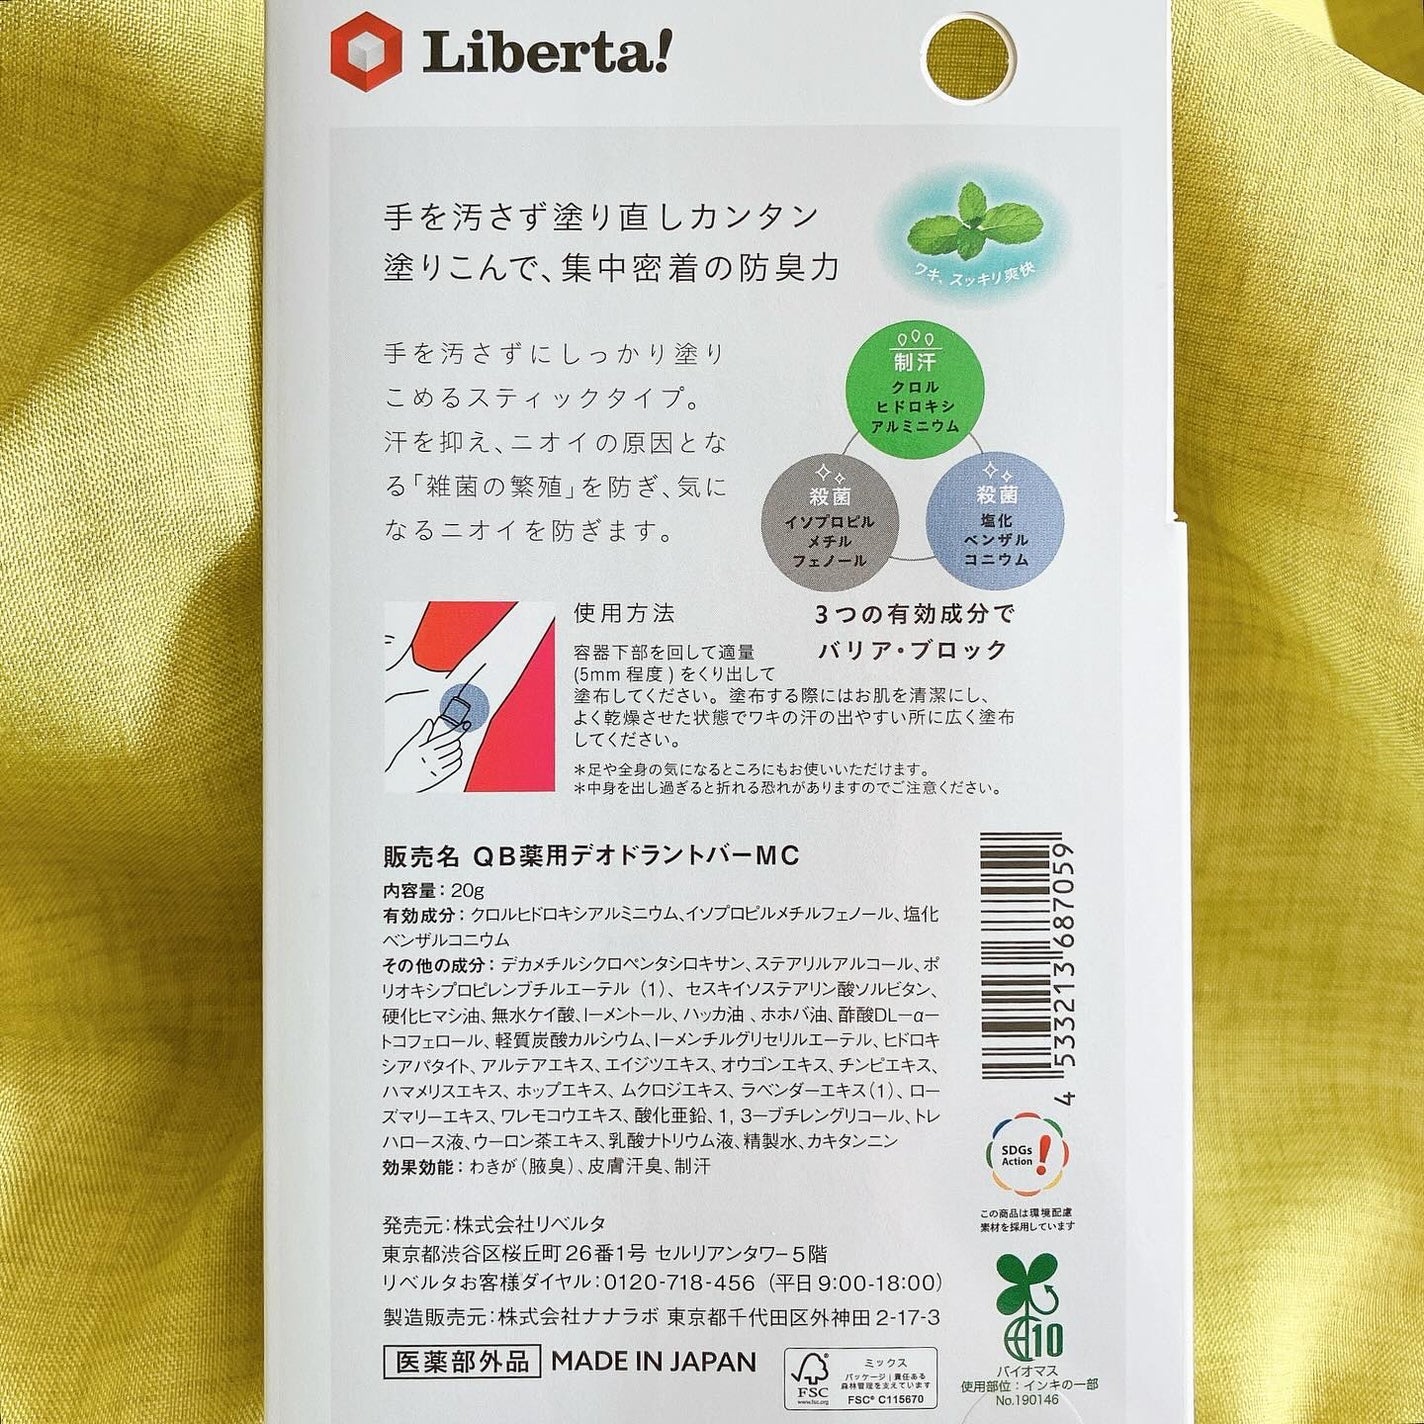 Liberta!
手を汚さず塗り直しカンタン
塗りこんで、集中密着の防臭力
ワキ、スッキリ爽快
手を汚さずにしっかり塗り
こめるスティックタイプ。
汗を抑え、ニオイの原因とな
る「雑菌の繁殖」を防ぎ、気に
なるニオイを防ぎます。
制汗
クロル
ヒドロキシ
アルミニウム
殺菌
イソプロピル
メチル
フェノール
殺菌
塩化
ベンザル
コニウム
3つの有効成分で
バリア・ブロック
使用方法
容器下部を回して適量
(5mm 程度)をくり出して
塗布してください。塗布する際にはお肌を清潔にし、
よく乾燥させた状態でワキの汗の出やすい所に広く塗布
してください。
＊足や全身の気になるところにもお使いいただけます。
＊中身を出し過ぎると折れる恐れがありますのでご注意ください。
販売名 QB薬用デオドラントバーMC
内容量：20g
有効成分：クロルヒドロキシアルミニウム、イソプロピルメチルフェノール、塩化
ベンザルコニウム
その他の成分：デカメチルシクロペンタシロキサン、ステアリルアルコール、ポ
リオキシプロピレンブチルエーテル（1）、セスキイソステアリン酸ソルビタン、
硬化ヒマシ油、無水ケイ酸、l－メントール、ハッカ油、ホホバ油、酢酸DL－α－
トコフェロール、軽質炭酸カルシウム、l－メンチルグリセリルエーテル、ヒドロキ
シアパタイト、アルテアエキス、エイジツエキス、オウゴンエキス、チンピエキス、
ハマメリスエキス、ホップエキス、ムクロジエキス、ラベンダーエキス（1）、ロー
ズマリーエキス、ワレモコウエキス、酸化亜鉛、1, 3－ブチレングリコール、トレ
ハロース液、ウーロン茶エキス、乳酸ナトリウム液、精製水、カキタンニン
効果効能：わきが（腋臭）、皮膚汗臭、制汗
4 533213 687059
SDGs
Action !
この商品は環境配慮
素材を採用しています
発売元：株式会社リベルタ
東京都渋谷区桜丘町26番1号 セルリアンタワー5階
リベルタお客様ダイヤル：0120-718-456（平日9:00-18:00）
製造販売元：株式会社ナナラボ 東京都千代田区外神田2-17-3
医薬部外品 MADE IN JAPAN
FSC
www.fsc.org
ミックス
パッケージ｜責任ある
森林管理を支えています
FSC® C115670
10
バイオマス
使用部位：インキの一部
No.190146